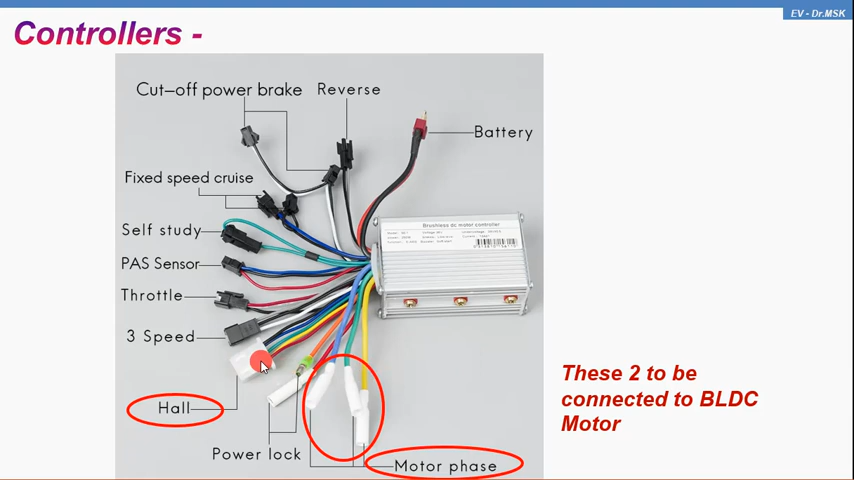 EV - Dr.MSK
Controllers -
Cut-off power brake
Reverse
Battery
Fixed speed cruise
Self study
Brushless dc motor controller
PAS Sensor
Throttle
3 Speed
These 2 to be
connected to BLDC
Motor
Hall
Power lock
Motor phase